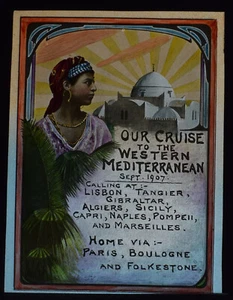 OUR CRUISE
TO THE
WESTERN
MEDITERRANEAN
SEPT. 1907.
CALLING AT :-
LISBON, TANGIER,
GIBRALTAR,
ALGIERS, SICILY,
CAPRI, NAPLES, POMPEII,
AND MARSEILLES.
HOME VIA :-
PARIS, BOULOGNE
AND FOLKESTONE.